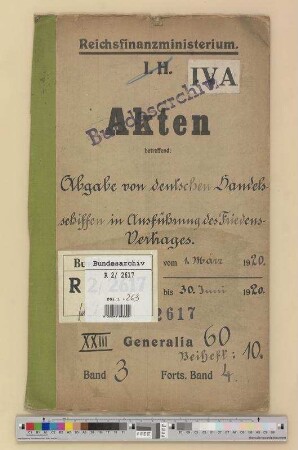 Reichsfinanzministerium.
I. H.
IVA
Bundesarchiv
Akten
betreffend:
Abgabe von deutschen Handels-
schiffen in Ausführung des Friedens-
Vertrages.
vom 1. März 1920.
bis 30. Juni 1920.
Bundesarchiv
R 2/ 2617
R
2617
XXIII Generalia 60
Beiheft: 10.
Band 3 Forts. Band 4